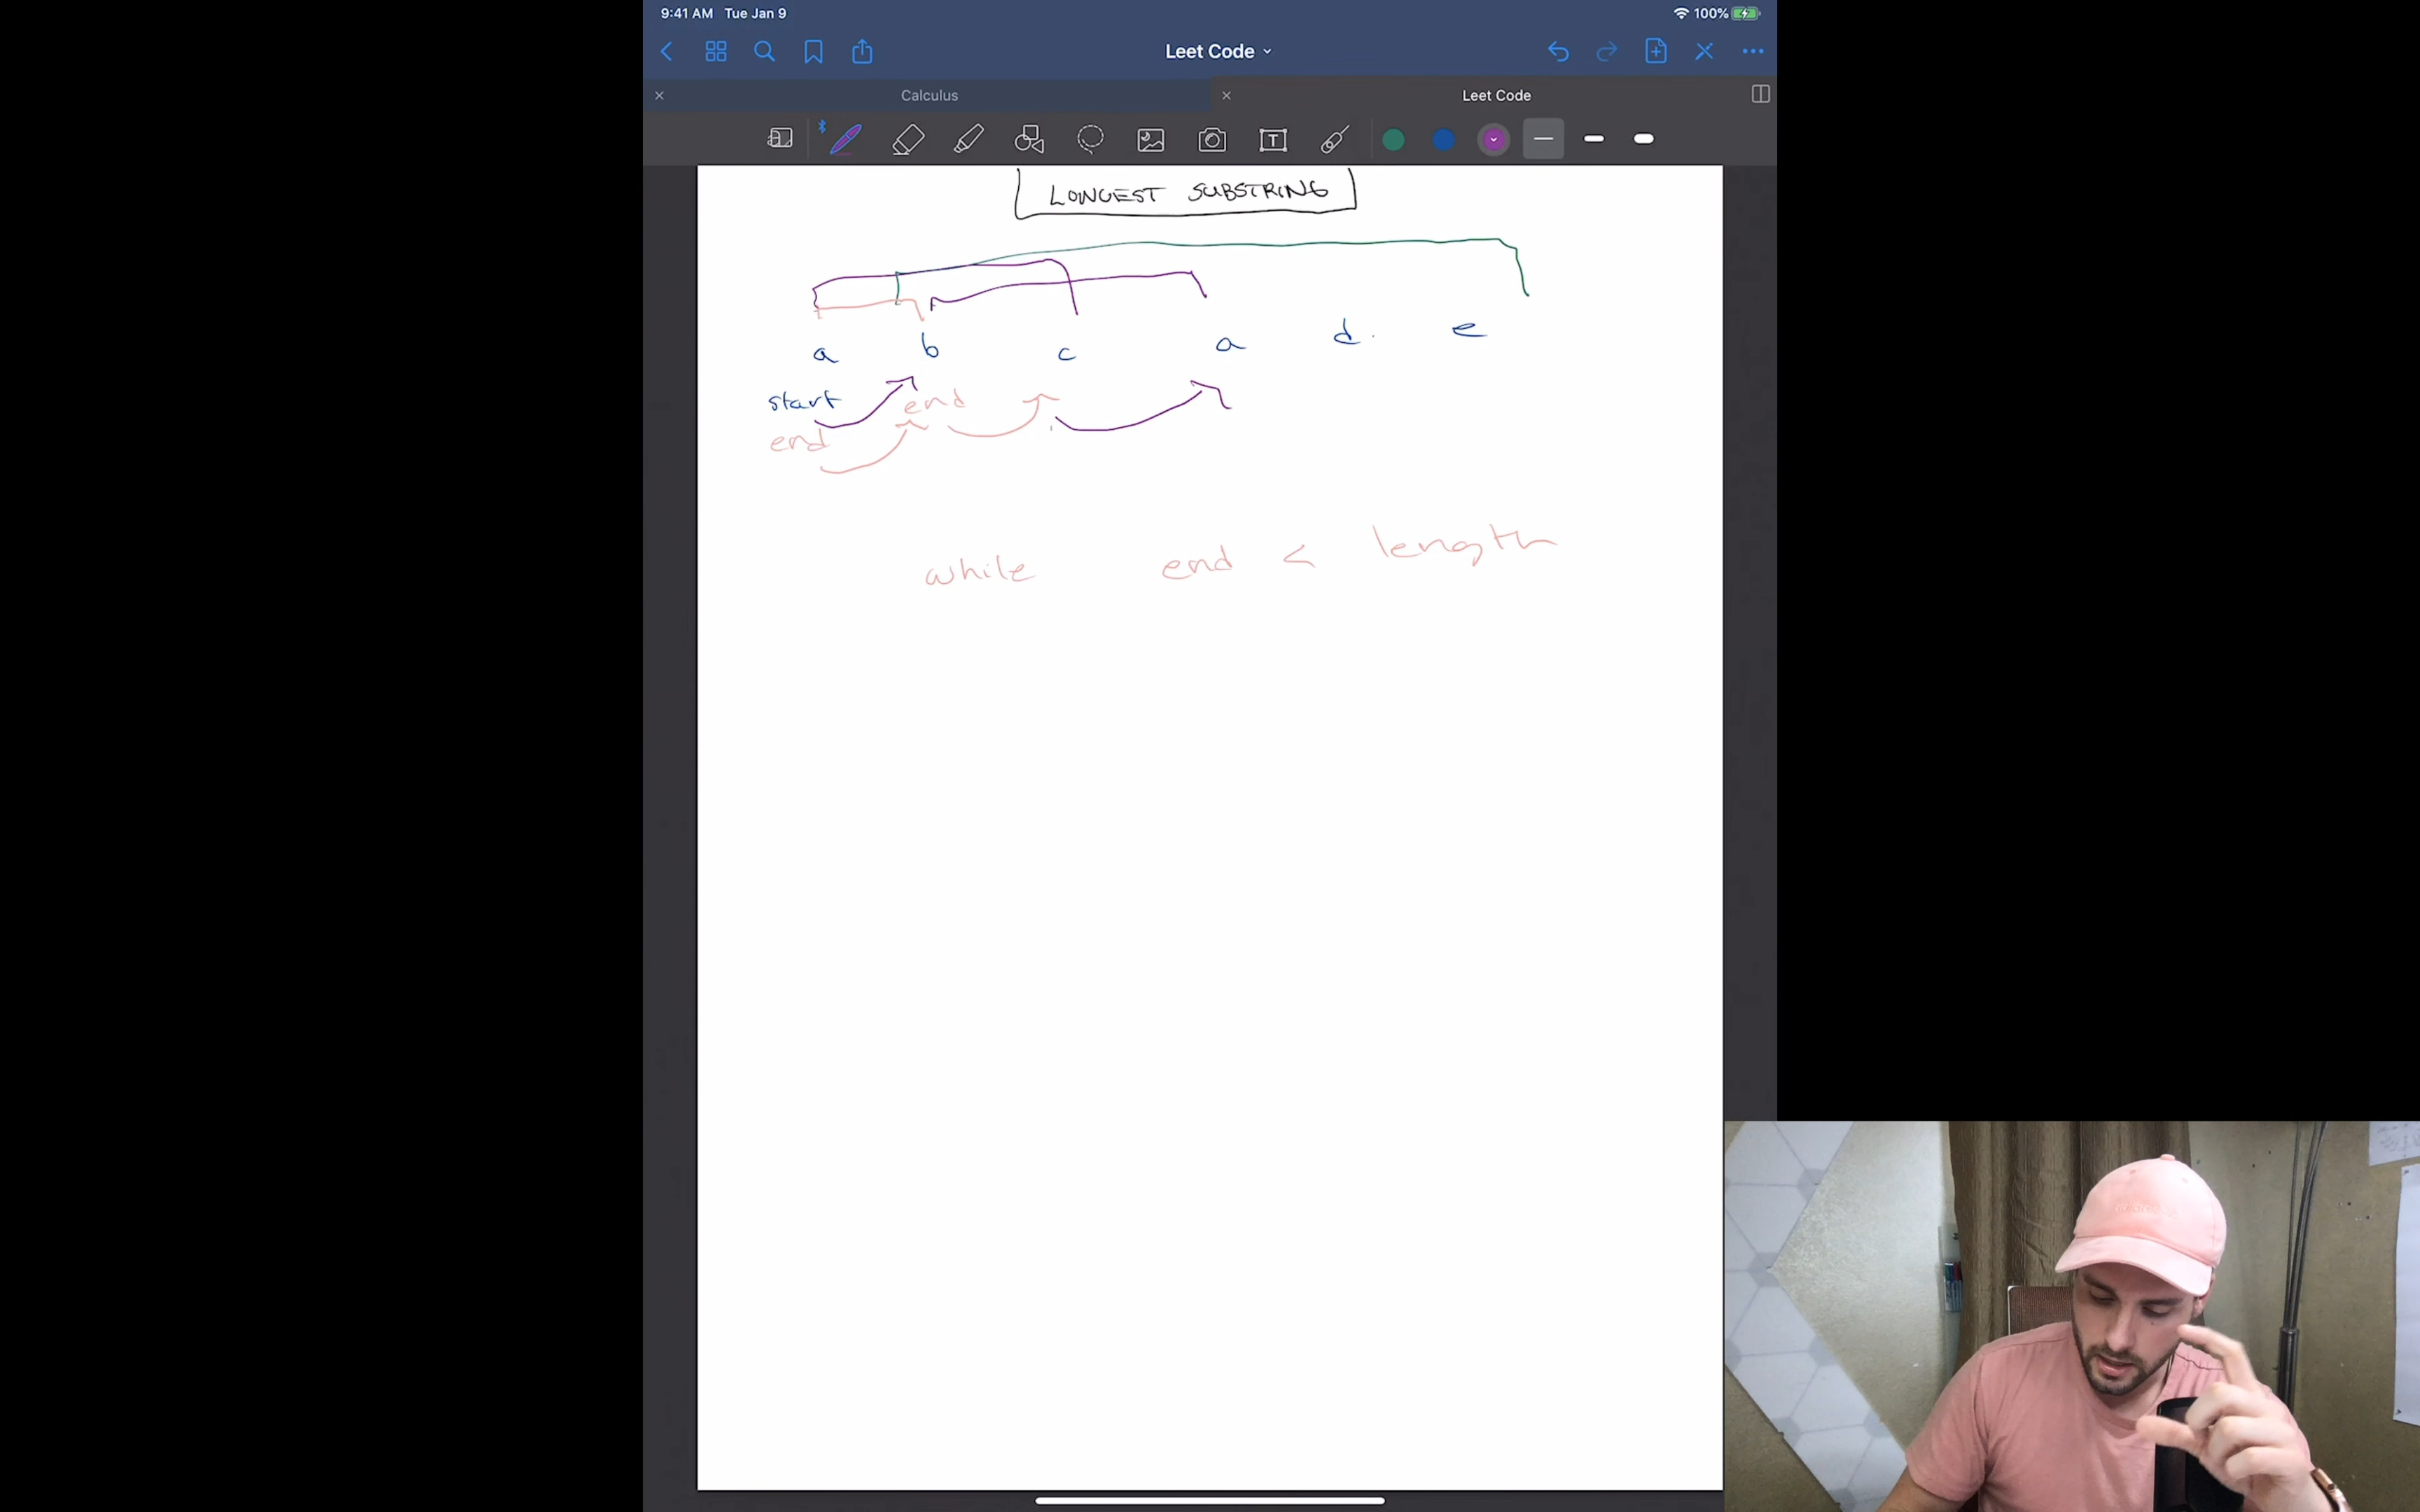 9:41 AM Tue Jan 9 100%
Leet Code
Calculus Leet Code
LONGEST SUBSTRING
a b c a d. e
start end
end
while end < length